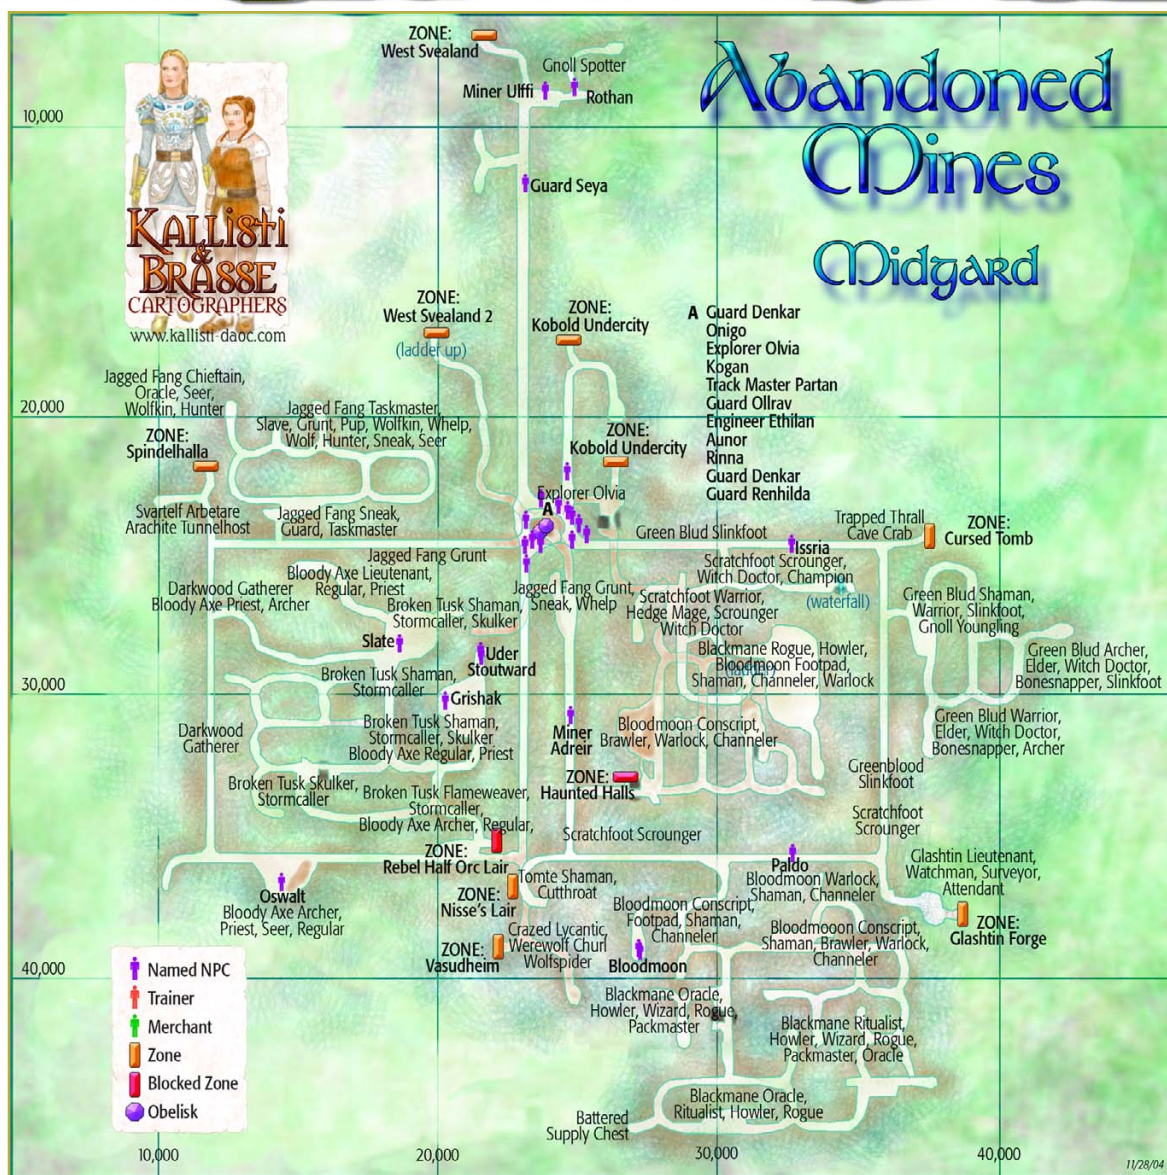 ZONE:
West Svealand
Gnoll Spotter
Miner Ulffi
Rothan
Abandoned
Mines
Midgard
10,000
Guard Seya
Kallisti
&
Brasse
CARTOGRAPHERS
www.kallisti-daoc.com
ZONE:
West Svealand 2
(ladder up)
ZONE:
Kobold Undercity
A Guard Denkar
Onigo
Explorer Olvia
Kogan
Track Master Partan
Guard Ollrav
Engineer Ethilan
Aunor
Rinna
Guard Denkar
Guard Renhilda
Jagged Fang Chieftain,
Oracle, Seer,
Wolfkin, Hunter
20,000
Jagged Fang Taskmaster,
Slave, Grunt, Pup, Wolfkin, Whelp,
Wolf, Hunter, Sneak, Seer
ZONE:
Spindelhalla
ZONE:
Kobold Undercity
Explorer Olvia
A
Svartelf Arbetare
Arachite Tunnelhost
Jagged Fang Sneak,
Guard, Taskmaster
Green Blud Slinkfoot
Trapped Thrall
Cave Crab
ZONE:
Cursed Tomb
Issria
Jagged Fang Grunt
Scratchfoot Scrounger,
Witch Doctor, Champion
(waterfall)
Bloody Axe Lieutenant,
Regular, Priest
Darkwood Gatherer
Bloody Axe Priest, Archer
Jagged Fang Grunt,
Sneak, Whelp
Scratchfoot Warrior,
Hedge Mage, Scrounger
Witch Doctor
Green Blud Shaman,
Warrior, Slinkfoot,
Gnoll Youngling
Broken Tusk Shaman,
Stormcaller, Skulker
Slate
Uder
Stoutward
Blackmane Rogue, Howler,
Bloodmoon Footpad,
Shaman, Channeler, Warlock
(ladder)
Green Blud Archer,
Elder, Witch Doctor,
Bonesnapper, Slinkfoot
30,000
Broken Tusk Shaman,
Stormcaller
Grishak
Broken Tusk Shaman,
Stormcaller, Skulker
Bloody Axe Regular, Priest
Darkwood
Gatherer
Miner
Adreir
Bloodmoon Conscript,
Brawler, Warlock, Channeler
Green Blud Warrior,
Elder, Witch Doctor,
Bonesnapper, Archer
Greenblood
Slinkfoot
ZONE:
Haunted Halls
Broken Tusk Skulker,
Stormcaller
Broken Tusk Flameweaver,
Stormcaller,
Bloody Axe Archer, Regular,
Scratchfoot
Scrounger
Scratchfoot Scrounger
ZONE:
Rebel Half Orc Lair
Paldo
Bloodmoon Warlock,
Shaman, Channeler
Glashtin Lieutenant,
Watchman, Surveyor,
Attendant
Oswalt
Bloody Axe Archer,
Priest, Seer, Regular
ZONE:
Nisse's Lair
Tomte Shaman,
Cutthroat
Bloodmoon Conscript,
Footpad, Shaman,
Channeler
ZONE:
Glashtin Forge
Bloodmooon Conscript,
Shaman, Brawler, Warlock,
Channeler
ZONE:
Vasudheim
Crazed Lycantic,
Werewolf Churl
Wolfspider
Bloodmoon
40,000
Named NPC
Trainer
Merchant
Zone
Blocked Zone
Obelisk
Blackmane Oracle,
Howler, Wizard, Rogue,
Packmaster
Blackmane Ritualist,
Howler, Wizard, Rogue,
Packmaster, Oracle
Blackmane Oracle,
Ritualist, Howler, Rogue
Battered
Supply Chest
10,000
20,000
30,000
40,000
11/28/04